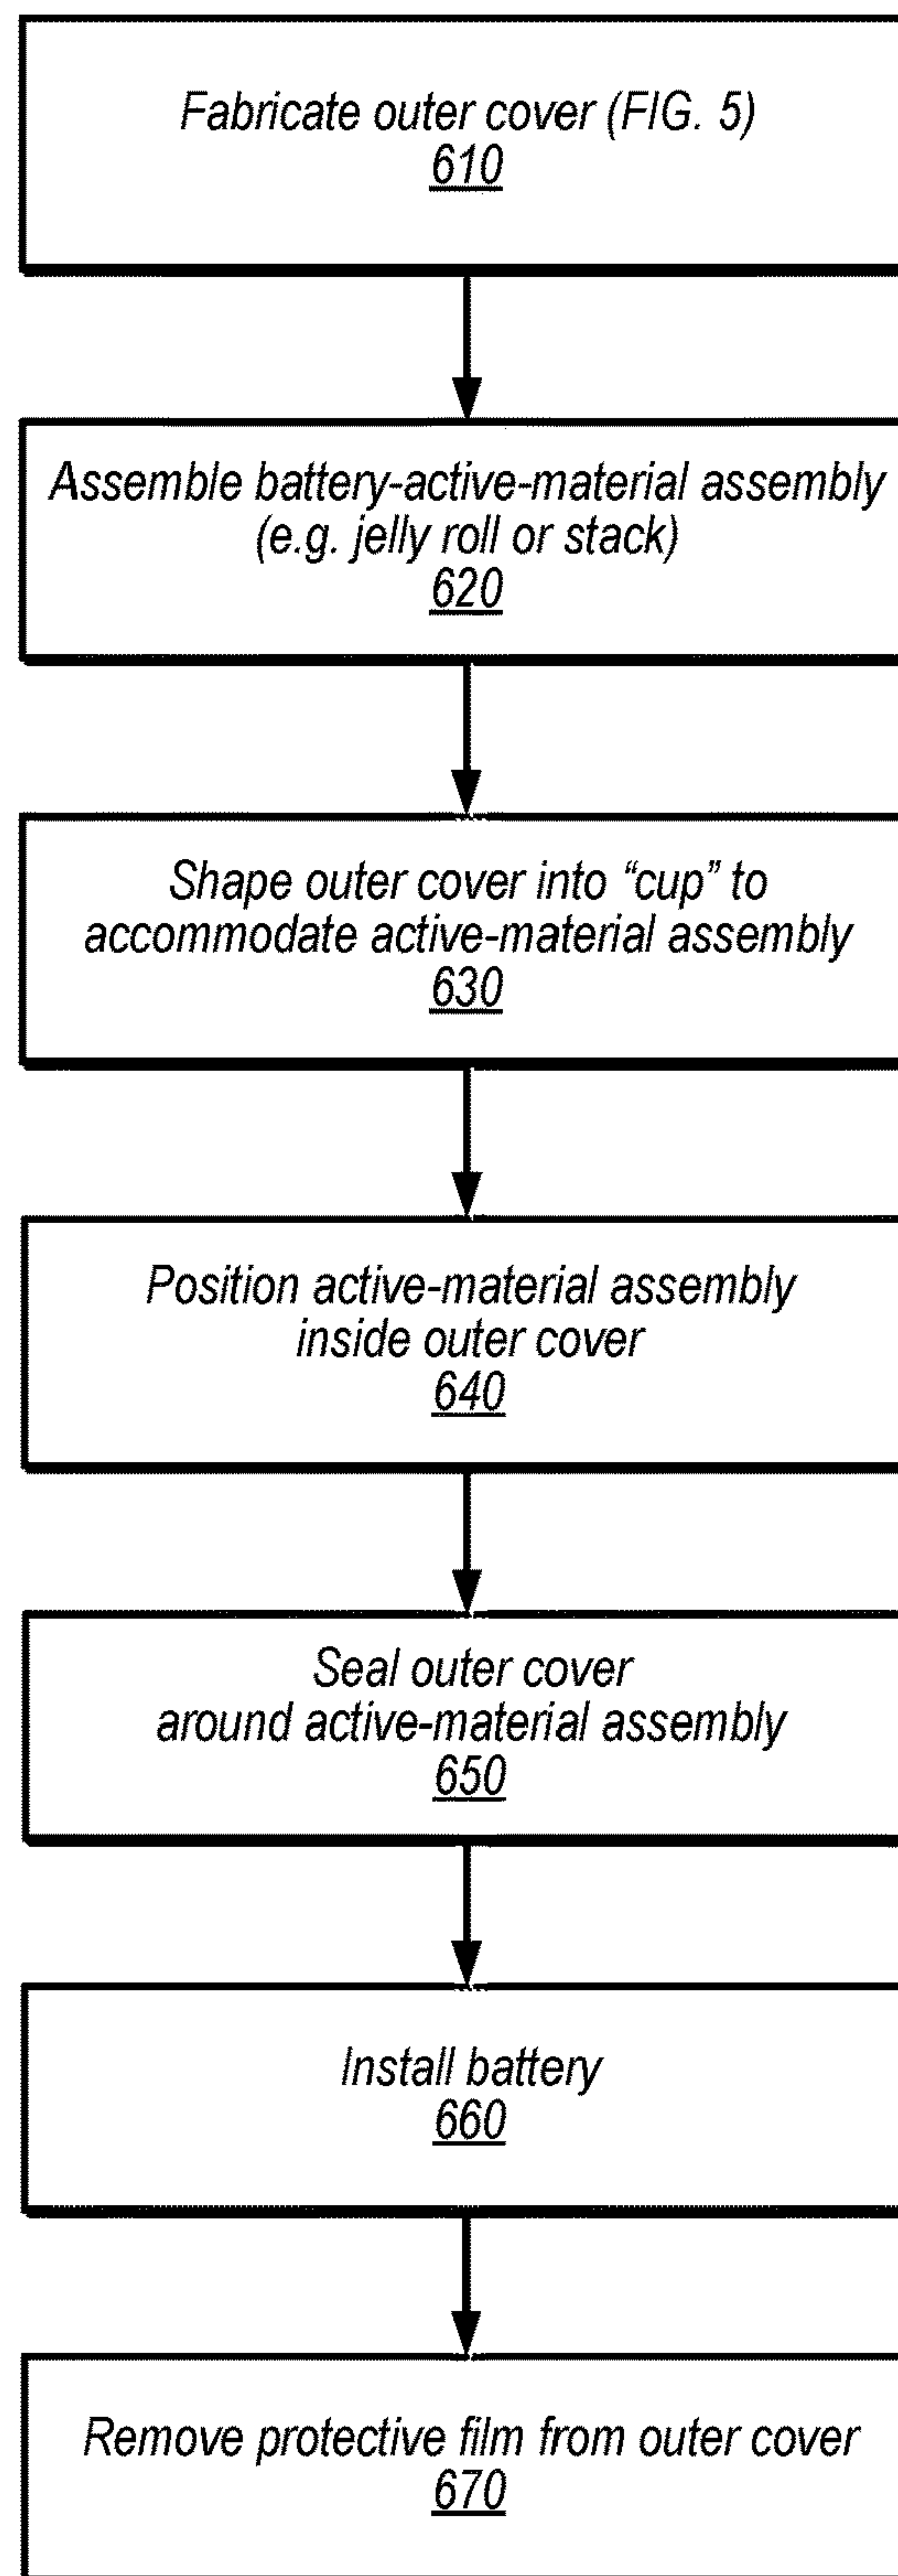 Fabricate outer cover (FIG. 5)
610
Assemble battery-active-material assembly
(e.g. jelly roll or stack)
620
Shape outer cover into “cup” to
accommodate active-material assembly
630
Position active-material assembly
inside outer cover
640
Seal outer cover
around active-material assembly
650
Install battery
660
Remove protective film from outer cover
670